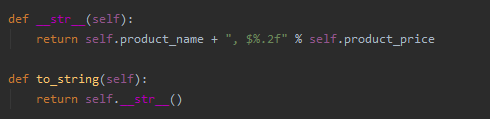 def __str__(self):
    return self.product_name + ", $%.2f" % self.product_price
def to_string(self):
    return self.__str__()